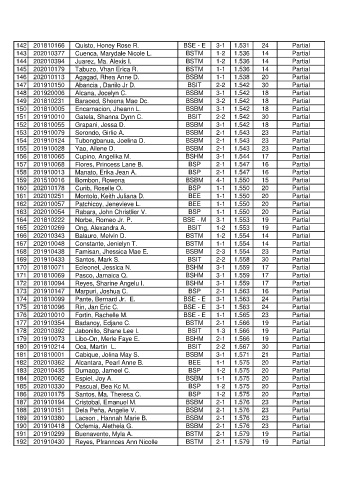 142 201810166 Quisto, Honey Rose R. BSE - E 3-1 1.531 24 Partial
143 202010377 Cuenca, Marydale Nicole L. BSTM 1-2 1.536 14 Partial
144 202010394 Juarez, Ma. Alexis I. BSTM 1-2 1.536 14 Partial
145 202010179 Tabuzo, Vhan Erica R. BSTM 1-1 1.536 14 Partial
146 202010113 Agagad, Rhea Anne D. BSBM 1-1 1.538 20 Partial
147 201910150 Abancia , Danilo Jr D. BSIT 2-2 1.542 30 Partial
148 201920006 Alcana, Jocelyn C. BSBM 3-1 1.542 18 Partial
149 201810231 Baraoed, Sheena Mae Dc. BSBM 3-2 1.542 18 Partial
150 201810005 Encarnacion, Jheann L. BSBM 3-1 1.542 18 Partial
151 201910010 Gatela, Shanna Dynn C. BSIT 2-2 1.542 30 Partial
152 201810055 Grapani, Jessa D. BSBM 3-1 1.542 18 Partial
153 201910079 Serondo, Girlie A. BSBM 2-1 1.543 23 Partial
154 201910124 Tubongbanua, Joelina D. BSBM 2-1 1.543 23 Partial
155 201910028 Yao, Allene O. BSBM 2-1 1.543 23 Partial
156 201810065 Cupino, Angelika M. BSHM 3-1 1.544 17 Partial
157 201910068 Flores, Princess Lane B. BSP 2-1 1.547 16 Partial
158 201910013 Manato, Erika Jean A. BSP 2-1 1.547 16 Partial
159 201510016 Bombon, Rowena BSBM 4-1 1.550 15 Partial
160 202010178 Curib, Roselle O. BSP 1-1 1.550 20 Partial
161 202010251 Montolo, Keith Juliana D. BEE 1-1 1.550 20 Partial
162 202010057 Patchicoy, Jenevieve L. BEE 1-1 1.550 20 Partial
163 202010054 Rabara, John Christler V. BSP 1-1 1.550 20 Partial
164 201810222 Norbe, Romeo Jr. P. BSE - M 3-1 1.553 19 Partial
165 202010269 Ong, Alexandra A. BSTM 1-2 1.553 19 Partial
166 202010343 Balauro, Melvin D. BSTM 1-2 1.554 14 Partial
167 202010048 Constante, Jenielyn T. BSTM 1-1 1.554 14 Partial
168 201910438 Famisan, Jhessica Mae E. BSBM 2-3 1.554 23 Partial
169 201910433 Santos, Mark S. BSIT 2-2 1.558 30 Partial
170 201810071 Ecleonel, Jessica N. BSHM 3-1 1.559 17 Partial
171 201810069 Pasco, Jamaica Q. BSHM 3-1 1.559 17 Partial
172 201810094 Reyes, Sharine Angelu I. BSHM 3-1 1.559 17 Partial
173 201910147 Marpuri, Joshua C. BSP 2-1 1.563 16 Partial
174 201810099 Pante, Bernard Jr. E. BSE - E 3-1 1.563 24 Partial
175 201810096 Rin, Jan Eric C. BSE - E 3-1 1.563 24 Partial
176 202010010 Fortin, Rachelle M. BSE - E 1-1 1.565 23 Partial
177 201910354 Badanoy, Edjane C. BSTM 2-1 1.566 19 Partial
178 202010392 Jabonillo, Shane Lee I. BSIT 1-3 1.566 19 Partial
179 201910073 Libo-On, Merle Faye E. BSHM 2-1 1.566 19 Partial
180 201910214 Oca, Martin L. BSIT 2-2 1.567 30 Partial
181 201810001 Cabique, Jolina May S. BSBM 3-1 1.571 21 Partial
182 202010362 Alcantara, Pearl Anne B. BEE 1-1 1.575 20 Partial
183 202010435 Dumaop, Jameel C. BSP 1-2 1.575 20 Partial
184 202010062 Espiel, Joy A. BSBM 1-1 1.575 20 Partial
185 202010330 Pascual, Bea Kc M. BSP 1-2 1.575 20 Partial
186 202010175 Santos, Ma. Theresa C. BSP 1-2 1.575 20 Partial
187 201910194 Cristobal, Emanuel M. BSBM 2-1 1.576 23 Partial
188 201910151 Dela Peña, Angelie V. BSBM 2-1 1.576 23 Partial
189 201910380 Lacson , Hannah Marie B. BSBM 2-1 1.576 23 Partial
190 201910418 Ocfemia, Aletheia G. BSBM 2-1 1.576 23 Partial
191 201910299 Buenavente, Myla A. BSTM 2-1 1.579 19 Partial
192 201910430 Reyes, Plvanncea Ann Nicolle BSTM 2-1 1.579 19 Partial